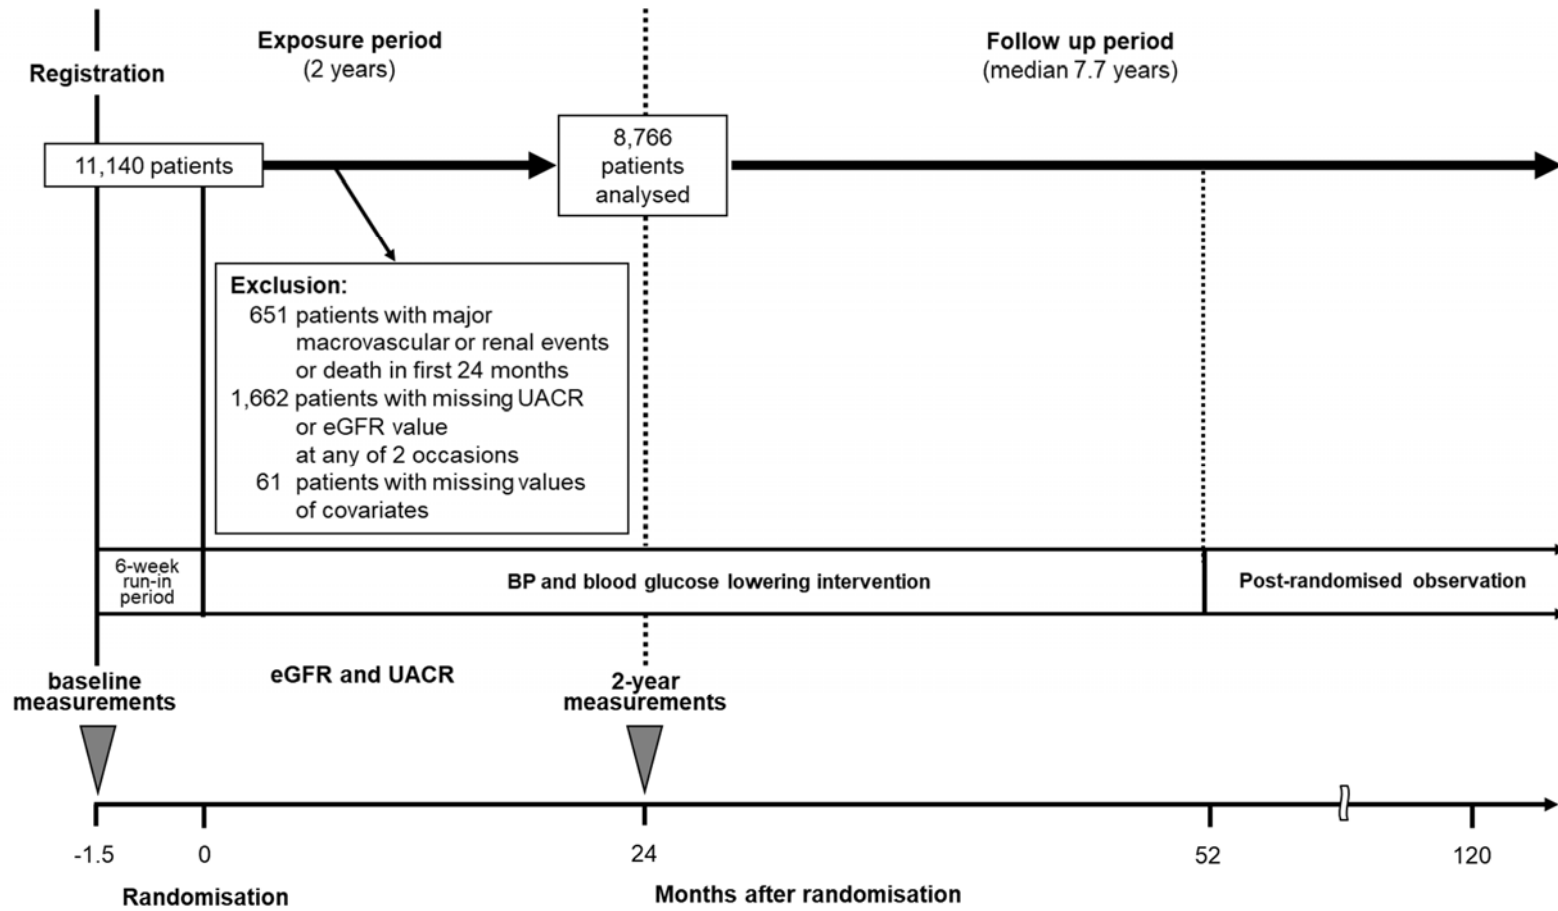 Exposure period
(2 years)
Follow up period
(median 7.7 years)
Registration
11,140 patients
8,766
patients
analysed
Exclusion:
651 patients with major
macrovascular or renal events
or death in first 24 months
1,662 patients with missing UACR
or eGFR value
at any of 2 occasions
61 patients with missing values
of covariates
6-week
run-in
period
BP and blood glucose lowering intervention
Post-randomised observation
eGFR and UACR
baseline
measurements
2-year
measurements
-1.5
0
24
52
120
Randomisation
Months after randomisation